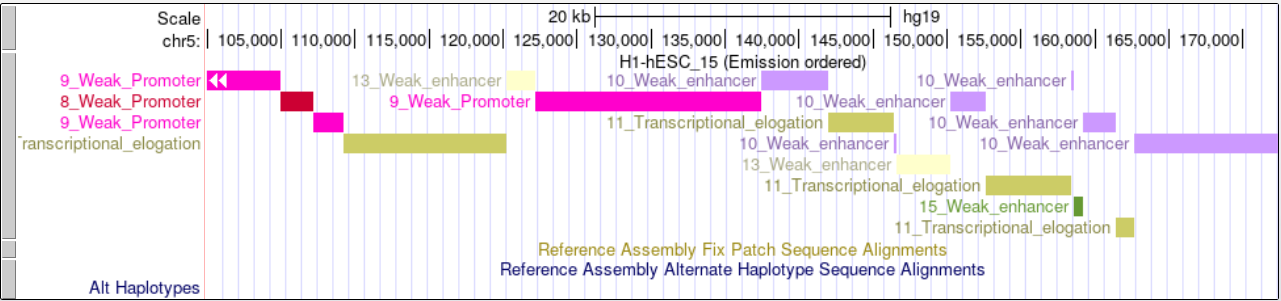 Scale 20 kb hg19
chr5: 105,000 110,000 115,000 120,000 125,000 130,000 135,000 140,000 145,000 150,000 155,000 160,000 165,000 170,000
H1-hESC_15 (Emission ordered)
9_Weak_Promoter 13_Weak_enhancer 10_Weak_enhancer 10_Weak_enhancer
8_Weak_Promoter 9_Weak_Promoter 10_Weak_enhancer
9_Weak_Promoter 11_Transcriptional_elogation 10_Weak_enhancer
ranscriptional_elogation 10_Weak_enhancer 10_Weak_enhancer
13_Weak_enhancer
11_Transcriptional_elogation
15_Weak_enhancer
11_Transcriptional_elogation
Reference Assembly Fix Patch Sequence Alignments
Reference Assembly Alternate Haplotype Sequence Alignments
Alt Haplotypes